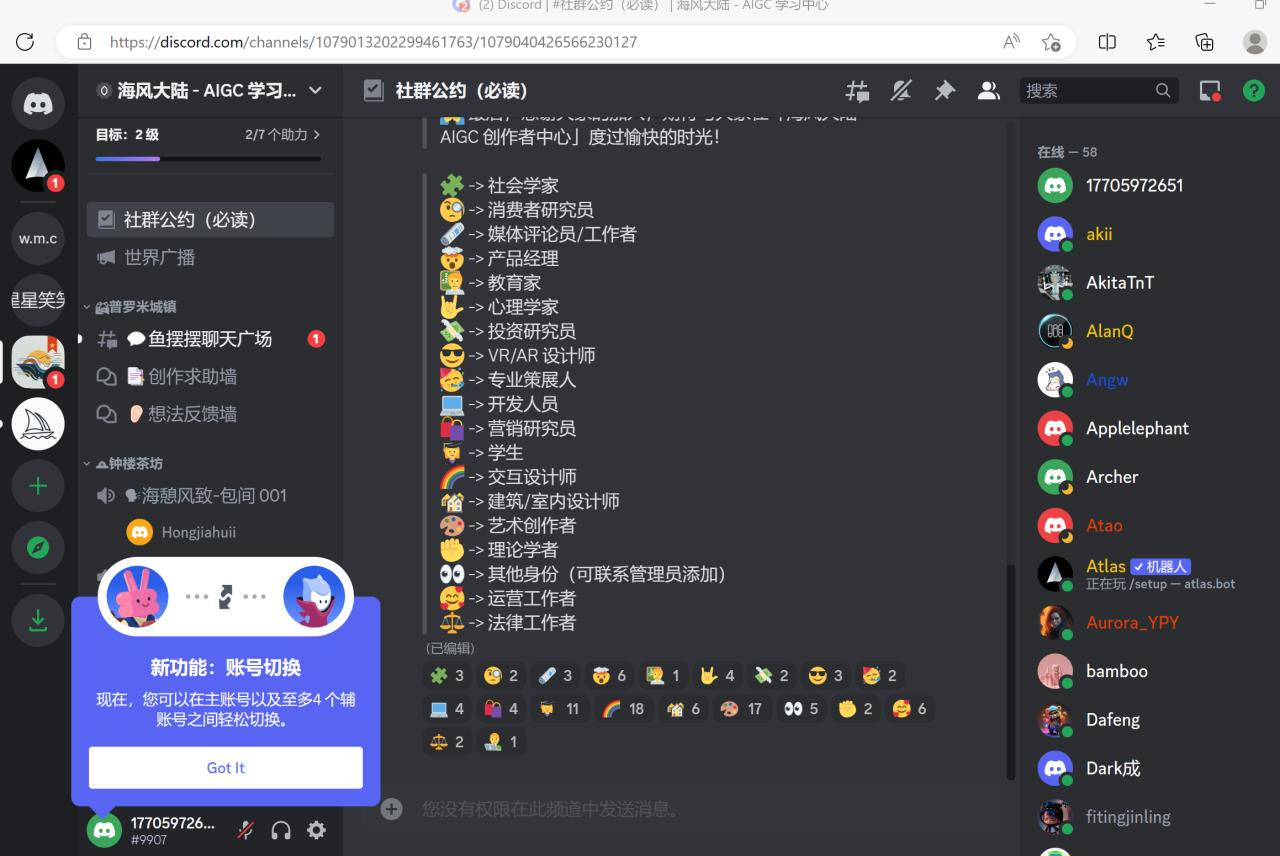 (2) Discord | #社群公约（必读） | 海风大陆 - AIGC 学习中心
https://discord.com/channels/1079013202299461763/1079040426566230127
海风大陆 - AIGC 学习...
目标：2 级
2/7 个助力
社群公约（必读）
世界广播
普罗米城镇
鱼摆摆聊天广场
1
创作求助墙
想法反馈墙
钟楼茶坊
海憩风致-包间 001
Hongjiahuii
1
w.m.c
星星笑笑
1
新功能：账号切换
现在，您可以在主账号以及至多4 个辅
账号之间轻松切换。
Got It
177059726...
#9907
社群公约（必读）
搜索
AIGC 创作者中心」度过愉快的时光！
-> 社会学家
-> 消费者研究员
-> 媒体评论员/工作者
-> 产品经理
-> 教育家
-> 心理学家
-> 投资研究员
-> VR/AR 设计师
-> 专业策展人
-> 开发人员
-> 营销研究员
-> 学生
-> 交互设计师
-> 建筑/室内设计师
-> 艺术创作者
-> 理论学者
-> 其他身份（可联系管理员添加）
-> 运营工作者
-> 法律工作者
(已编辑)
3 2 3 6 1 4 2 3 2
4 4 11 18 6 17 5 2 6
2 1
您没有权限在此频道中发送消息。
在线 — 58
17705972651
akii
AkitaTnT
AlanQ
Angw
Applelephant
Archer
Atao
Atlas 机器人
正在玩 /setup — atlas.bot
Aurora_YPY
bamboo
Dafeng
Dark成
fitingjinling